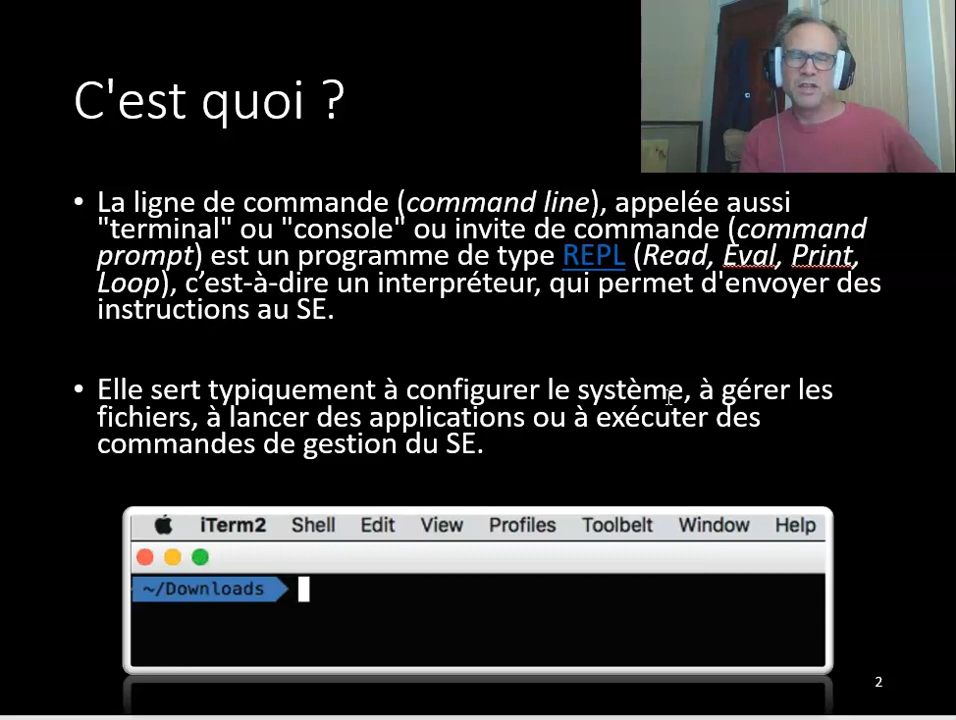 C'est quoi ?
• La ligne de commande (command line), appelée aussi
"terminal" ou "console" ou invite de commande (command
prompt) est un programme de type REPL (Read, Eval, Print,
Loop), c’est-à-dire un interpréteur, qui permet d'envoyer des
instructions au SE.
• Elle sert typiquement à configurer le système, à gérer les
fichiers, à lancer des applications ou à exécuter des
commandes de gestion du SE.
iTerm2 Shell Edit View Profiles Toolbelt Window Help
~/Downloads
2